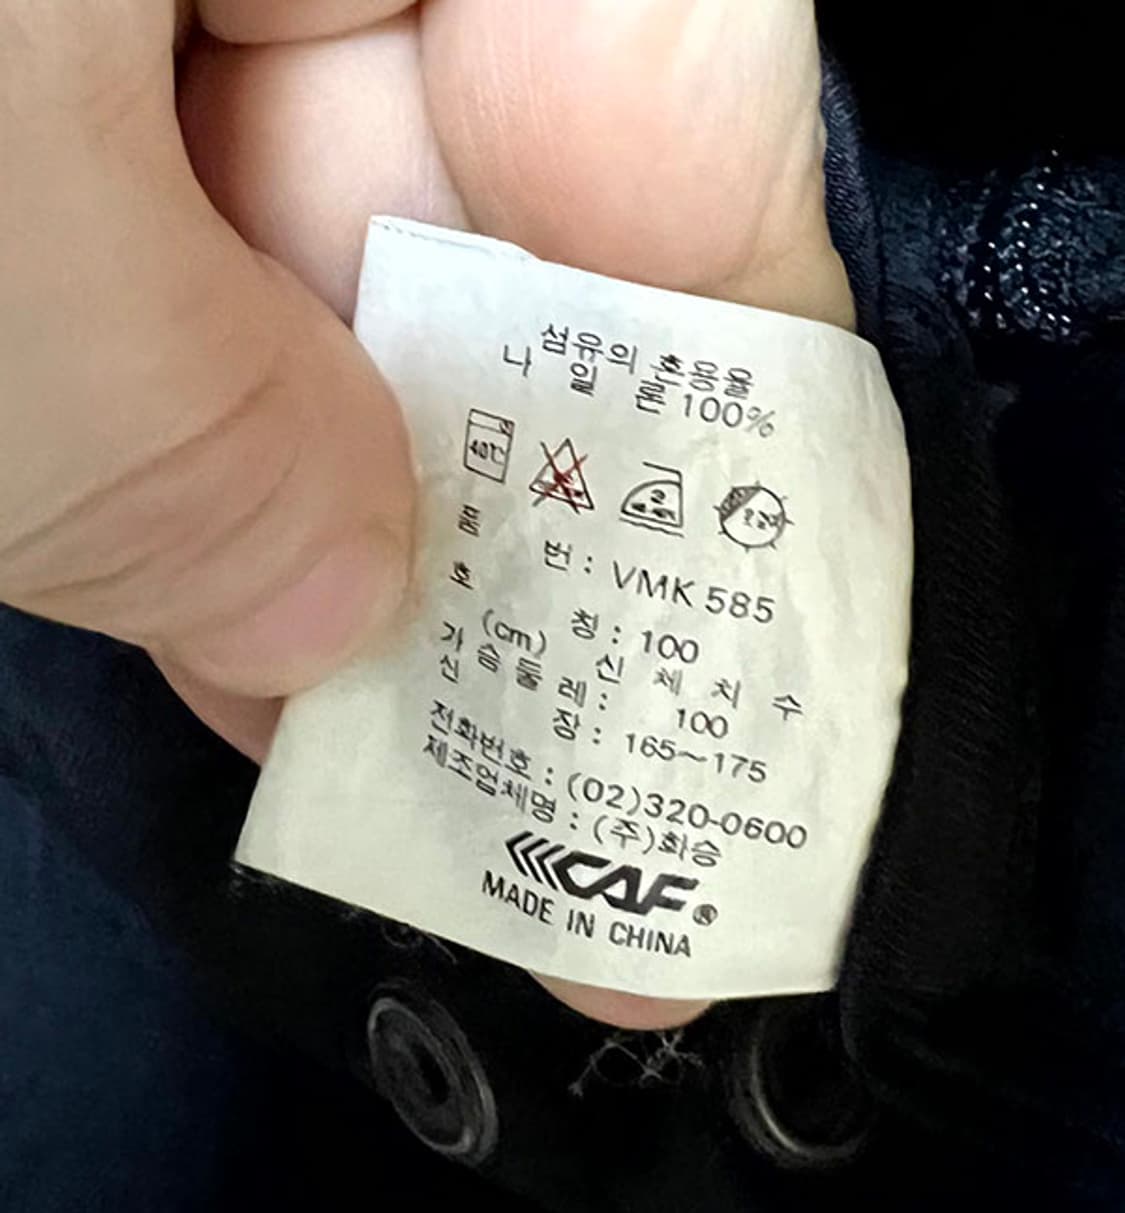 섬유의 혼용율
나 일 론 100%
40℃
품 번 : VMK 585
호 칭 : 100
(cm) 신 체 치 수
가 슴 둘 레 : 100
신 장 : 165~175
전화번호 : (02)320-0600
제조업체명 : (주)화승
CAF®
MADE IN CHINA